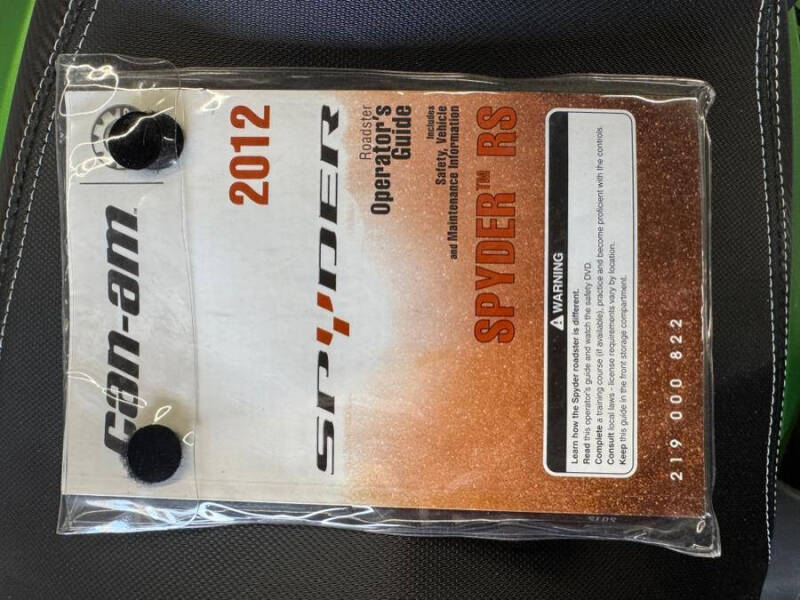 can-am
2012
SPYDER
Roadster
Operator's
Guide
Includes
Safety, Vehicle
and Maintenance Information
SPYDER™ RS
WARNING
Learn how the Spyder roadster is different.
Read this operator's guide and watch the safety DVD.
Complete a training course (if available), practice and become proficient with the controls.
Consult local laws - license requirements vary by location.
Keep this guide in the front storage compartment.
219 000 822